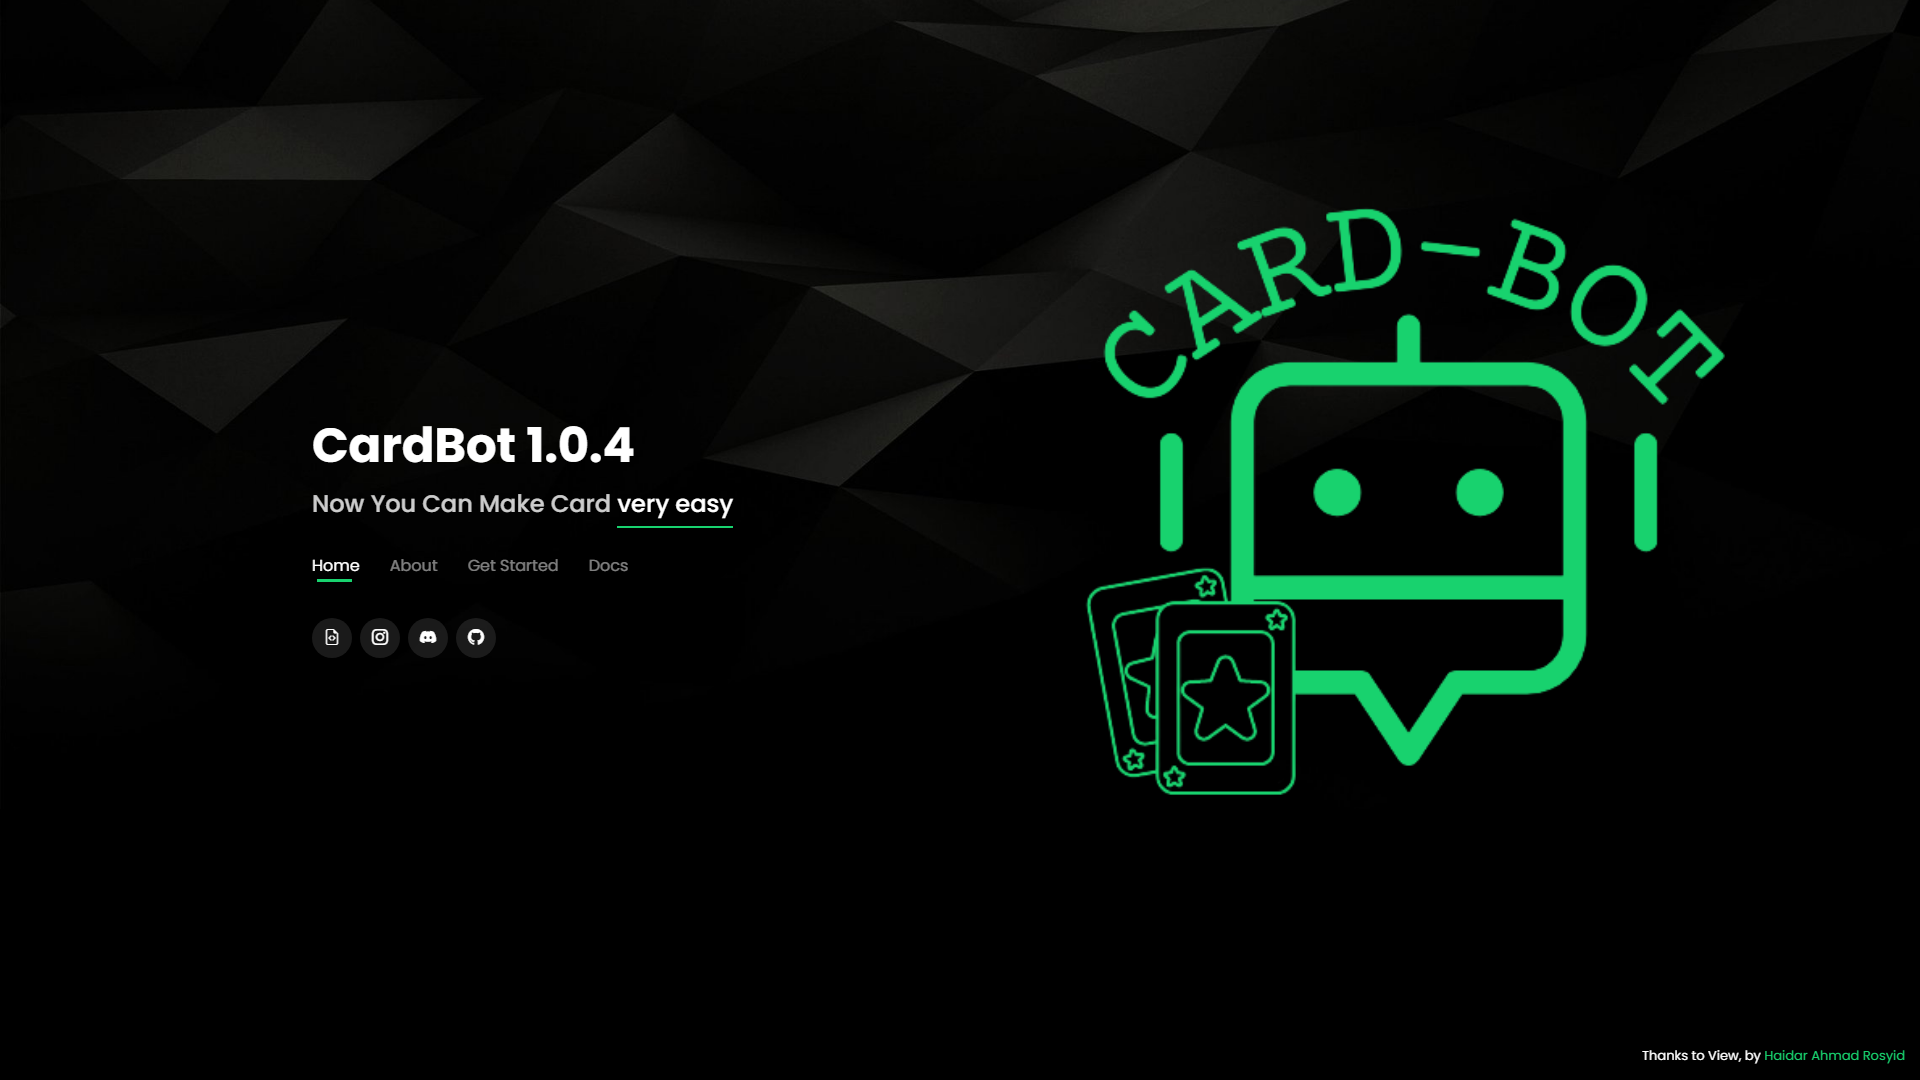 CARD-BOT
CardBot 1.0.4
Now You Can Make Card very easy
Home About Get Started Docs
Thanks to View, by Haidar Ahmad Rosyid